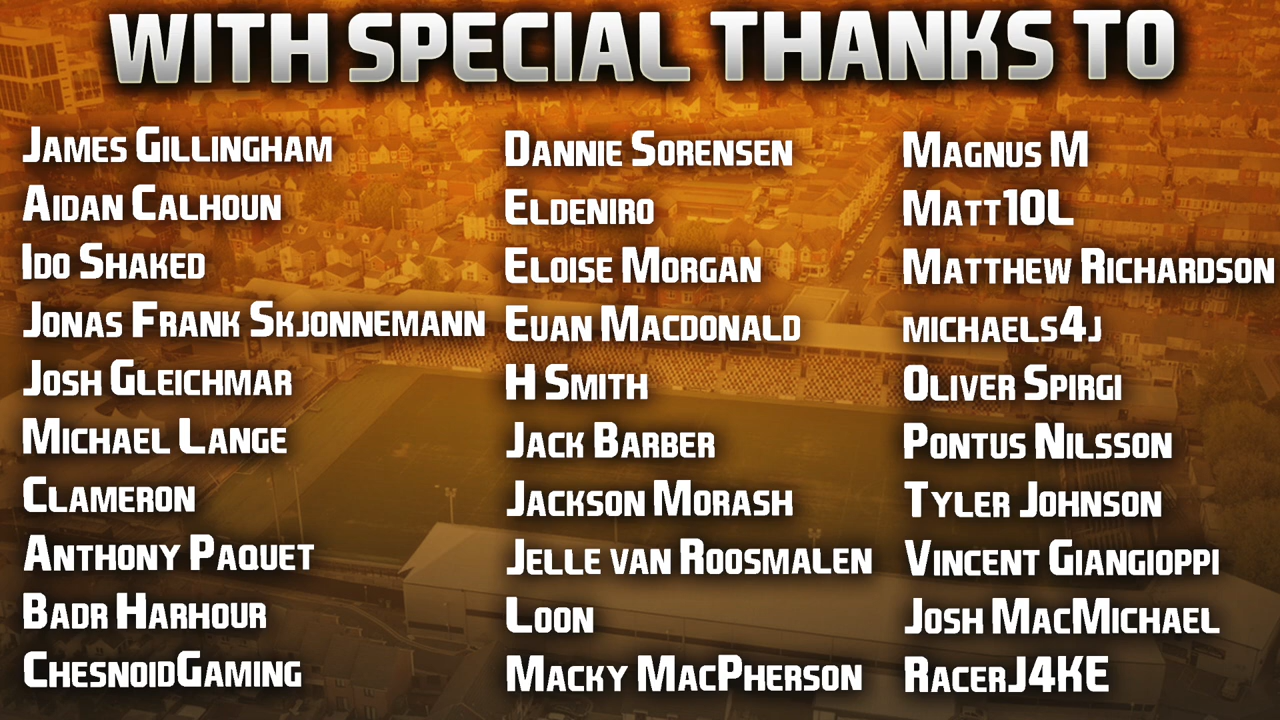 WITH SPECIAL THANKS TO
James Gillingham
Aidan Calhoun
Ido Shaked
Jonas Frank Skjonnemann
Josh Gleichmar
Michael Lange
Clameron
Anthony Paquet
Badr Harhour
ChesnoidGaming
Dannie Sorensen
Eldeniro
Eloise Morgan
Euan Macdonald
H Smith
Jack Barber
Jackson Morash
Jelle van Roosmalen
Loon
Macky MacPherson
Magnus M
Matt10L
Matthew Richardson
michaels4j
Oliver Spirgi
Pontus Nilsson
Tyler Johnson
Vincent Giangioppi
Josh MacMichael
RacerJ4KE